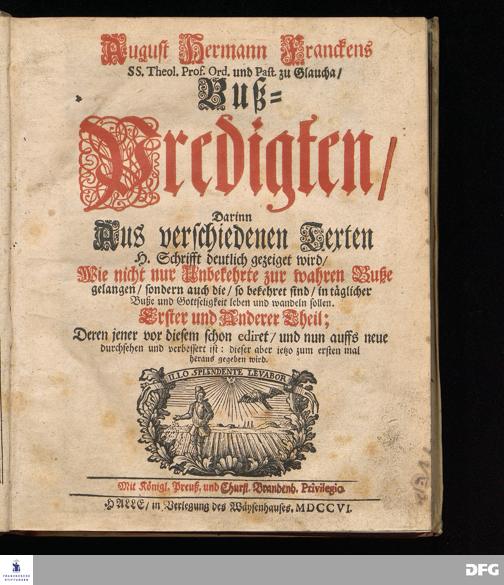 August Hermann Franckens
SS. Theol. Prof. Ord. und Past. zu Glaucha/
Buß=
Predigten/
Darinn
Aus verschiedenen Texten
H. Schrifft deutlich gezeiget wird/
Wie nicht nur Unbekehrte zur wahren Buße
gelangen/ sondern auch die/ so bekehret sind/ in täglicher
Buße und Gottseligkeit leben und wandeln sollen.
Erster und Anderer Theil;
Deren jener vor diesem schon ediret/ und nun auffs neue
durchsehen und verbessert ist: dieser aber ietzo zum ersten mal
heraus gegeben wird.
ILLO SPLENDENTE LEVABOR
Mit Königl. Preuß. und Churfl. Brandenb. Privilegio.
HALLE/ in Verlegung des Wäysenhauses, MDCCVI.
FRANCKESCHE
STIFTUNGEN
DFG